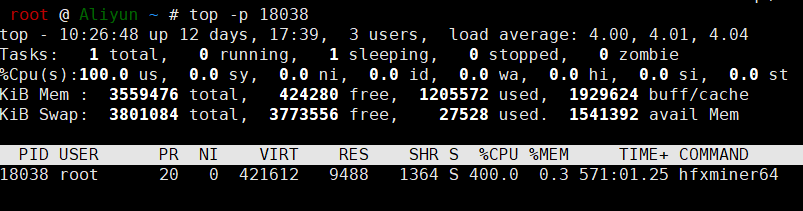 root @ Aliyun ~ # top -p 18038
top - 10:26:48 up 12 days, 17:39,  3 users,  load average: 4.00, 4.01, 4.04
Tasks:   1 total,   0 running,   1 sleeping,   0 stopped,   0 zombie
%Cpu(s):100.0 us,  0.0 sy,  0.0 ni,  0.0 id,  0.0 wa,  0.0 hi,  0.0 si,  0.0 st
KiB Mem :  3559476 total,   424280 free,  1205572 used,  1929624 buff/cache
KiB Swap:  3801084 total,  3773556 free,    27528 used.  1541392 avail Mem
  PID USER      PR  NI    VIRT    RES    SHR S  %CPU %MEM     TIME+ COMMAND
18038 root      20   0  421612   9488   1364 S 400.0  0.3 571:01.25 hfxminer64